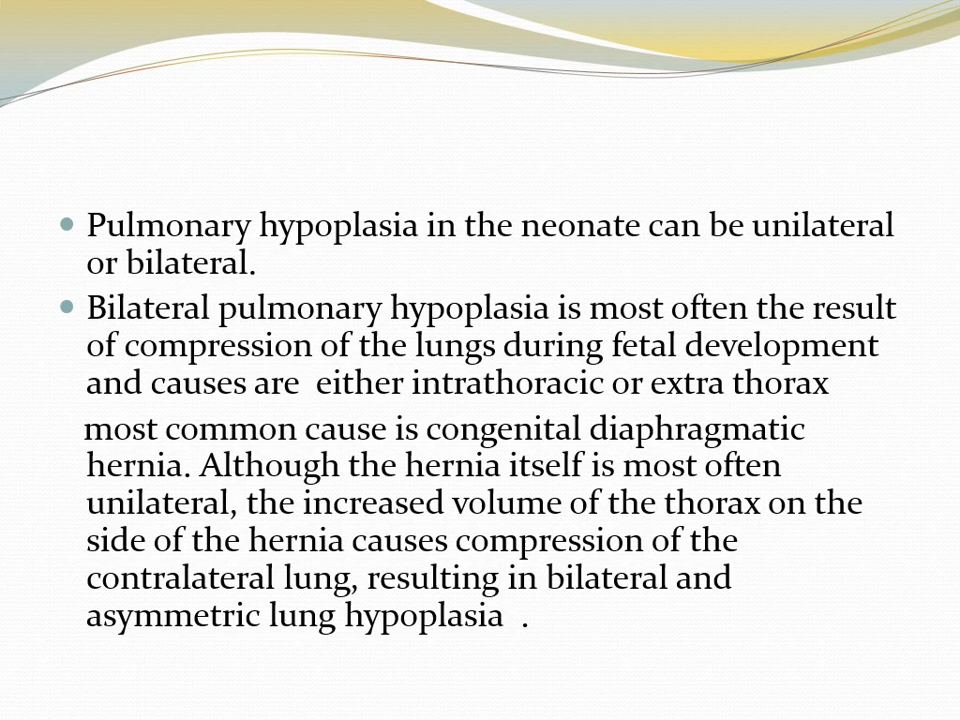 • Pulmonary hypoplasia in the neonate can be unilateral
or bilateral.
• Bilateral pulmonary hypoplasia is most often the result
of compression of the lungs during fetal development
and causes are  either intrathoracic or extra thorax
most common cause is congenital diaphragmatic
hernia. Although the hernia itself is most often
unilateral, the increased volume of the thorax on the
side of the hernia causes compression of the
contralateral lung, resulting in bilateral and
asymmetric lung hypoplasia  .